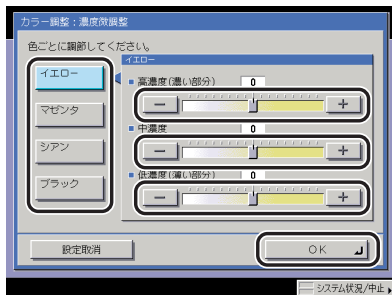 カラー調整：濃度微調整
色ごとに調節してください。
イエロー
マゼンタ
シアン
ブラック
イエロー
■ 高濃度(濃い部分) 0
－ ＋
■ 中濃度 0
－ ＋
■ 低濃度(薄い部分) 0
－ ＋
設定取消
ＯＫ
システム状況/中止